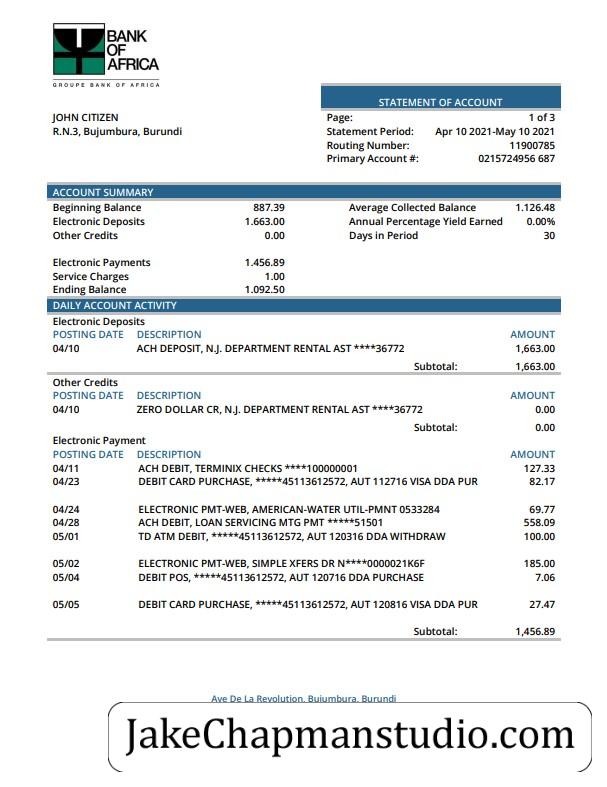 BANK
OF
AFRICA
GROUPE BANK OF AFRICA
STATEMENT OF ACCOUNT
JOHN CITIZEN
R.N.3, Bujumbura, Burundi
Page: 1 of 3
Statement Period: Apr 10 2021-May 10 2021
Routing Number: 11900785
Primary Account #: 0215724956 687
ACCOUNT SUMMARY
Beginning Balance 887.39 Average Collected Balance 1.126.48
Electronic Deposits 1.663.00 Annual Percentage Yield Earned 0.00%
Other Credits 0.00 Days in Period 30
Electronic Payments 1.456.89
Service Charges 1.00
Ending Balance 1.092.50
DAILY ACCOUNT ACTIVITY
Electronic Deposits
POSTING DATE DESCRIPTION AMOUNT
04/10 ACH DEPOSIT, N.J. DEPARTMENT RENTAL AST ****36772 1,663.00
Subtotal: 1,663.00
Other Credits
POSTING DATE DESCRIPTION AMOUNT
04/10 ZERO DOLLAR CR, N.J. DEPARTMENT RENTAL AST ****36772 0.00
Subtotal: 0.00
Electronic Payment
POSTING DATE DESCRIPTION AMOUNT
04/11 ACH DEBIT, TERMINIX CHECKS ****100000001 127.33
04/23 DEBIT CARD PURCHASE, *****45113612572, AUT 112716 VISA DDA PUR 82.17
04/24 ELECTRONIC PMT-WEB, AMERICAN-WATER UTIL-PMNT 0533284 69.77
04/28 ACH DEBIT, LOAN SERVICING MTG PMT *****51501 558.09
05/01 TD ATM DEBIT, *****45113612572, AUT 120316 DDA WITHDRAW 100.00
05/02 ELECTRONIC PMT-WEB, SIMPLE XFERS DR N****0000021K6F 185.00
05/04 DEBIT POS, *****45113612572, AUT 120716 DDA PURCHASE 7.06
05/05 DEBIT CARD PURCHASE, *****45113612572, AUT 120816 VISA DDA PUR 27.47
Subtotal: 1,456.89
Ave De La Revolution, Bujumbura, Burundi
JakeChapmanstudio.com